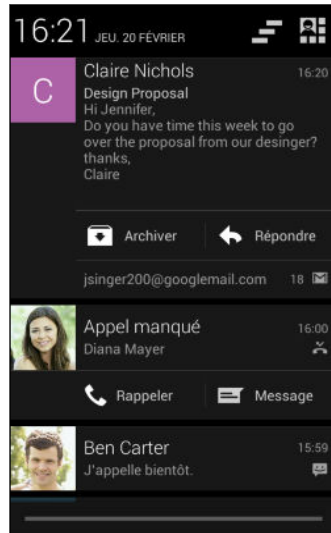 16:21 JEU. 20 FÉVRIER
C
Claire Nichols 16:20
Design Proposal
Hi Jennifer,
Do you have time this week to go
over the proposal from our desinger?
thanks,
Claire
Archiver Répondre
jsinger200@googlemail.com 18
Appel manqué 16:00
Diana Mayer
Rappeler Message
Ben Carter 15:59
J'appelle bientôt.